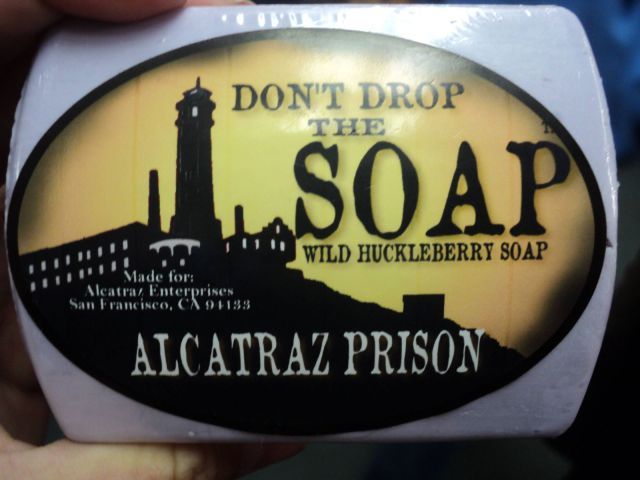 DON'T DROP
THE
SOAP
WILD HUCKLEBERRY SOAP
Made for:
Alcatraz Enterprises
San Francisco, CA 94133
ALCATRAZ PRISON